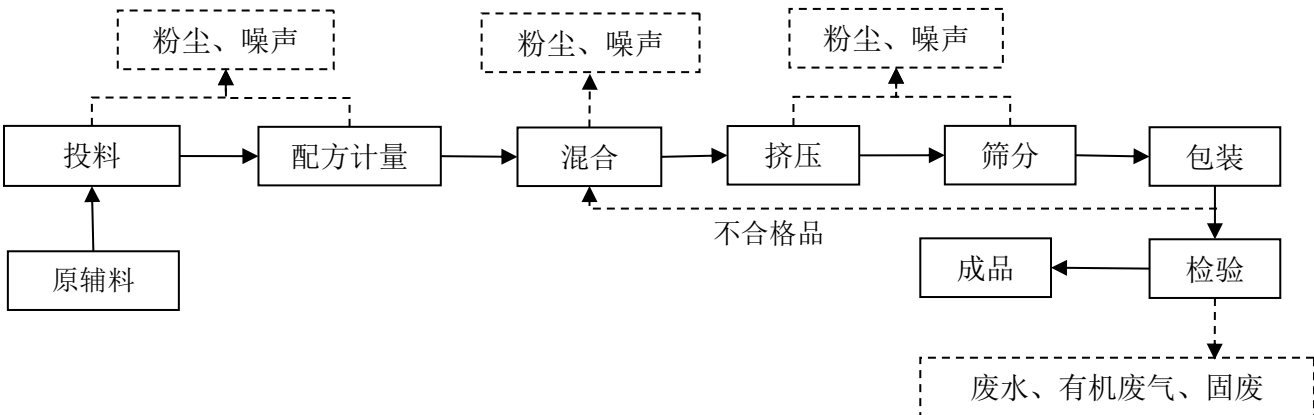 粉尘、噪声
粉尘、噪声
粉尘、噪声
投料
配方计量
混合
挤压
筛分
包装
不合格品
原辅料
成品
检验
废水、有机废气、固废